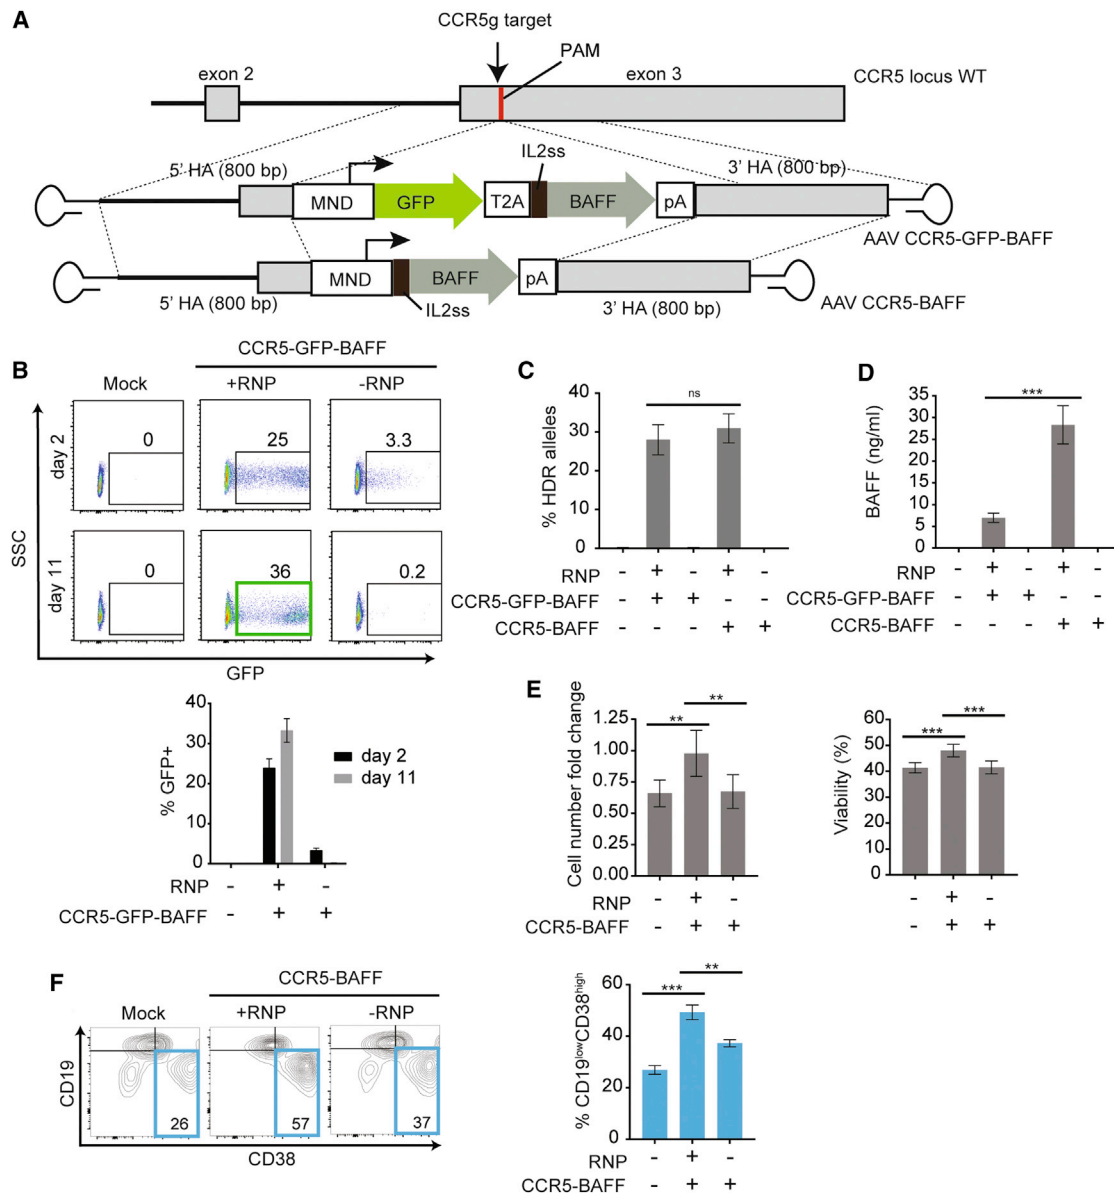 A
CCR5g target
PAM
exon 2
exon 3
CCR5 locus WT
5' HA (800 bp)
IL2ss
3' HA (800 bp)
MND
GFP
T2A
BAFF
pA
AAV CCR5-GFP-BAFF
MND
BAFF
pA
5' HA (800 bp)
IL2ss
3' HA (800 bp)
AAV CCR5-BAFF
B
CCR5-GFP-BAFF
Mock
+RNP
-RNP
day 2
0
25
3.3
day 11
0
36
0.2
SSC
GFP
% GFP+
40
30
20
10
0
day 2
day 11
RNP
- + -
CCR5-GFP-BAFF
- + +
C
% HDR alleles
40
30
20
10
0
ns
RNP
- + - + -
CCR5-GFP-BAFF
- + + - -
CCR5-BAFF
- - - + +
D
BAFF (ng/ml)
35
30
25
20
15
10
5
0
***
RNP
- + - + -
CCR5-GFP-BAFF
- + + - -
CCR5-BAFF
- - - + +
E
Cell number fold change
1.25
1.00
0.75
0.50
0.25
0.00
**
**
RNP
- + -
CCR5-BAFF
- + +
Viability (%)
60
50
40
30
20
10
0
***
***
- + -
- + +
F
CCR5-BAFF
Mock
+RNP
-RNP
CD19
26
57
37
CD38
% CD19lowCD38high
60
40
20
0
***
**
RNP
- + -
CCR5-BAFF
- + +